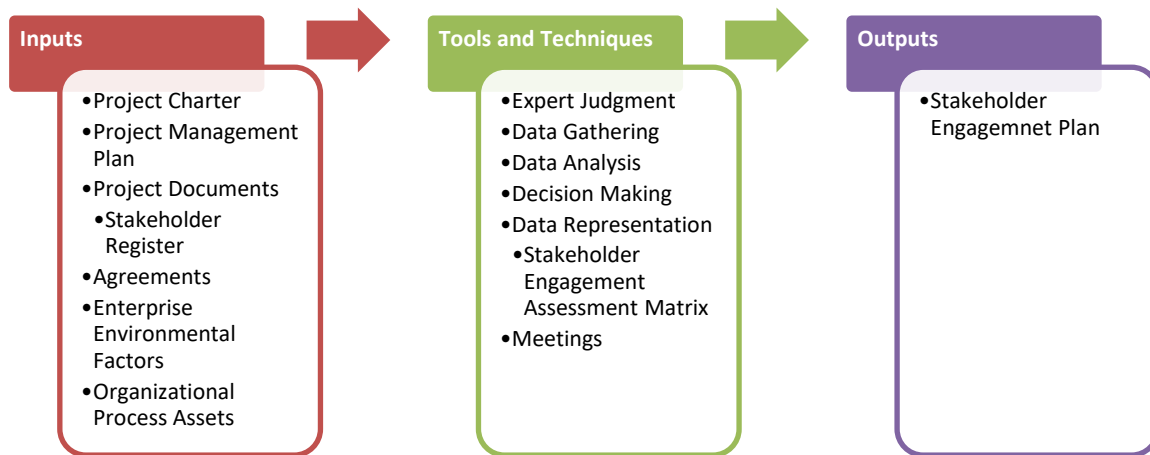 Inputs
•Project Charter
•Project Management
Plan
•Project Documents
•Stakeholder
Register
•Agreements
•Enterprise
Environmental
Factors
•Organizational
Process Assets
Tools and Techniques
•Expert Judgment
•Data Gathering
•Data Analysis
•Decision Making
•Data Representation
•Stakeholder
Engagement
Assessment Matrix
•Meetings
Outputs
•Stakeholder
Engagemnet Plan